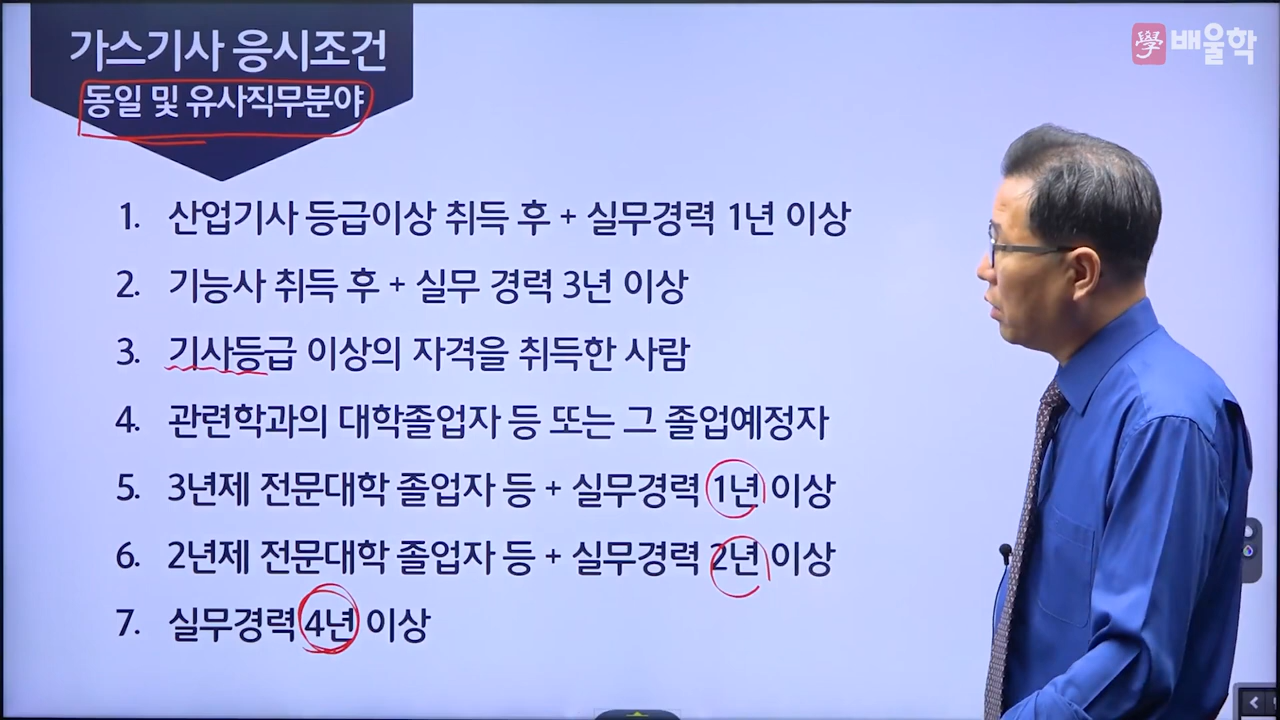 가스기사 응시조건
동일 및 유사직무분야
學 배울학
1. 산업기사 등급이상 취득 후 + 실무경력 1년 이상
2. 기능사 취득 후 + 실무 경력 3년 이상
3. 기사등급 이상의 자격을 취득한 사람
4. 관련학과의 대학졸업자 등 또는 그 졸업예정자
5. 3년제 전문대학 졸업자 등 + 실무경력 1년 이상
6. 2년제 전문대학 졸업자 등 + 실무경력 2년 이상
7. 실무경력 4년 이상